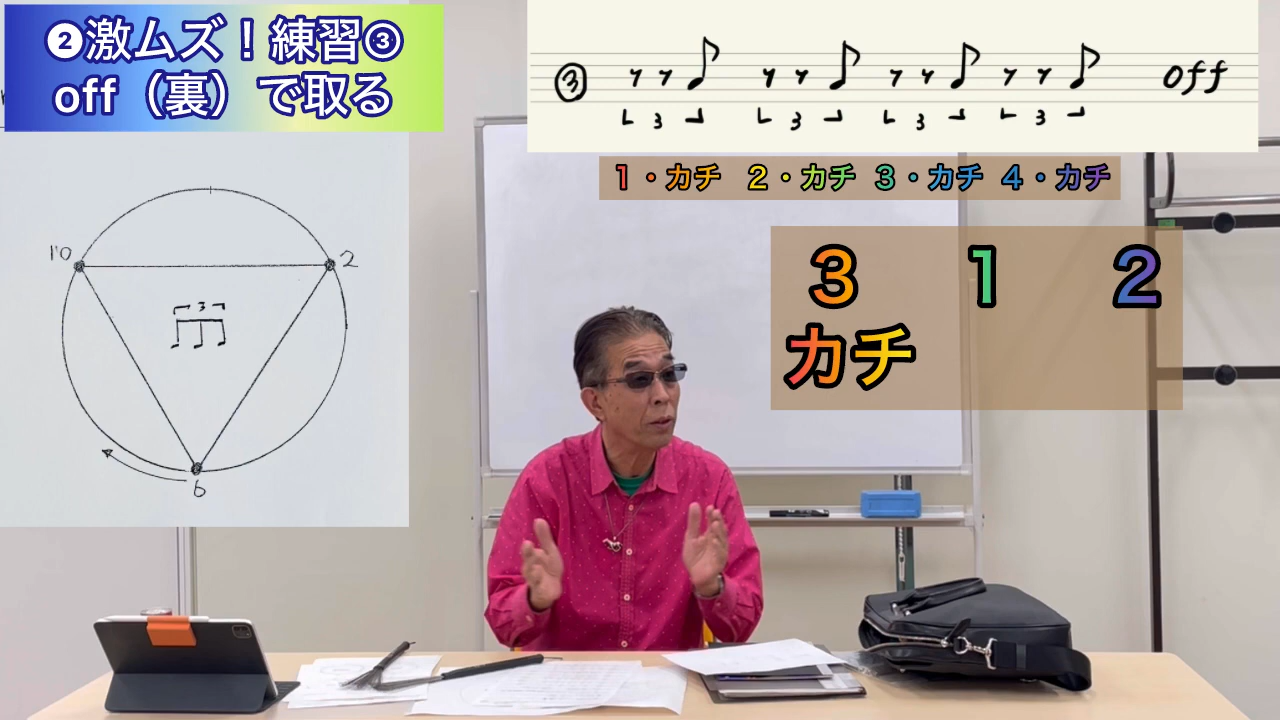 ❷激ムズ！練習③
off（裏）で取る
③ off
3 3 3 3
1・カチ 2・カチ 3・カチ 4・カチ
3 1 2
カチ
10 2
3
6